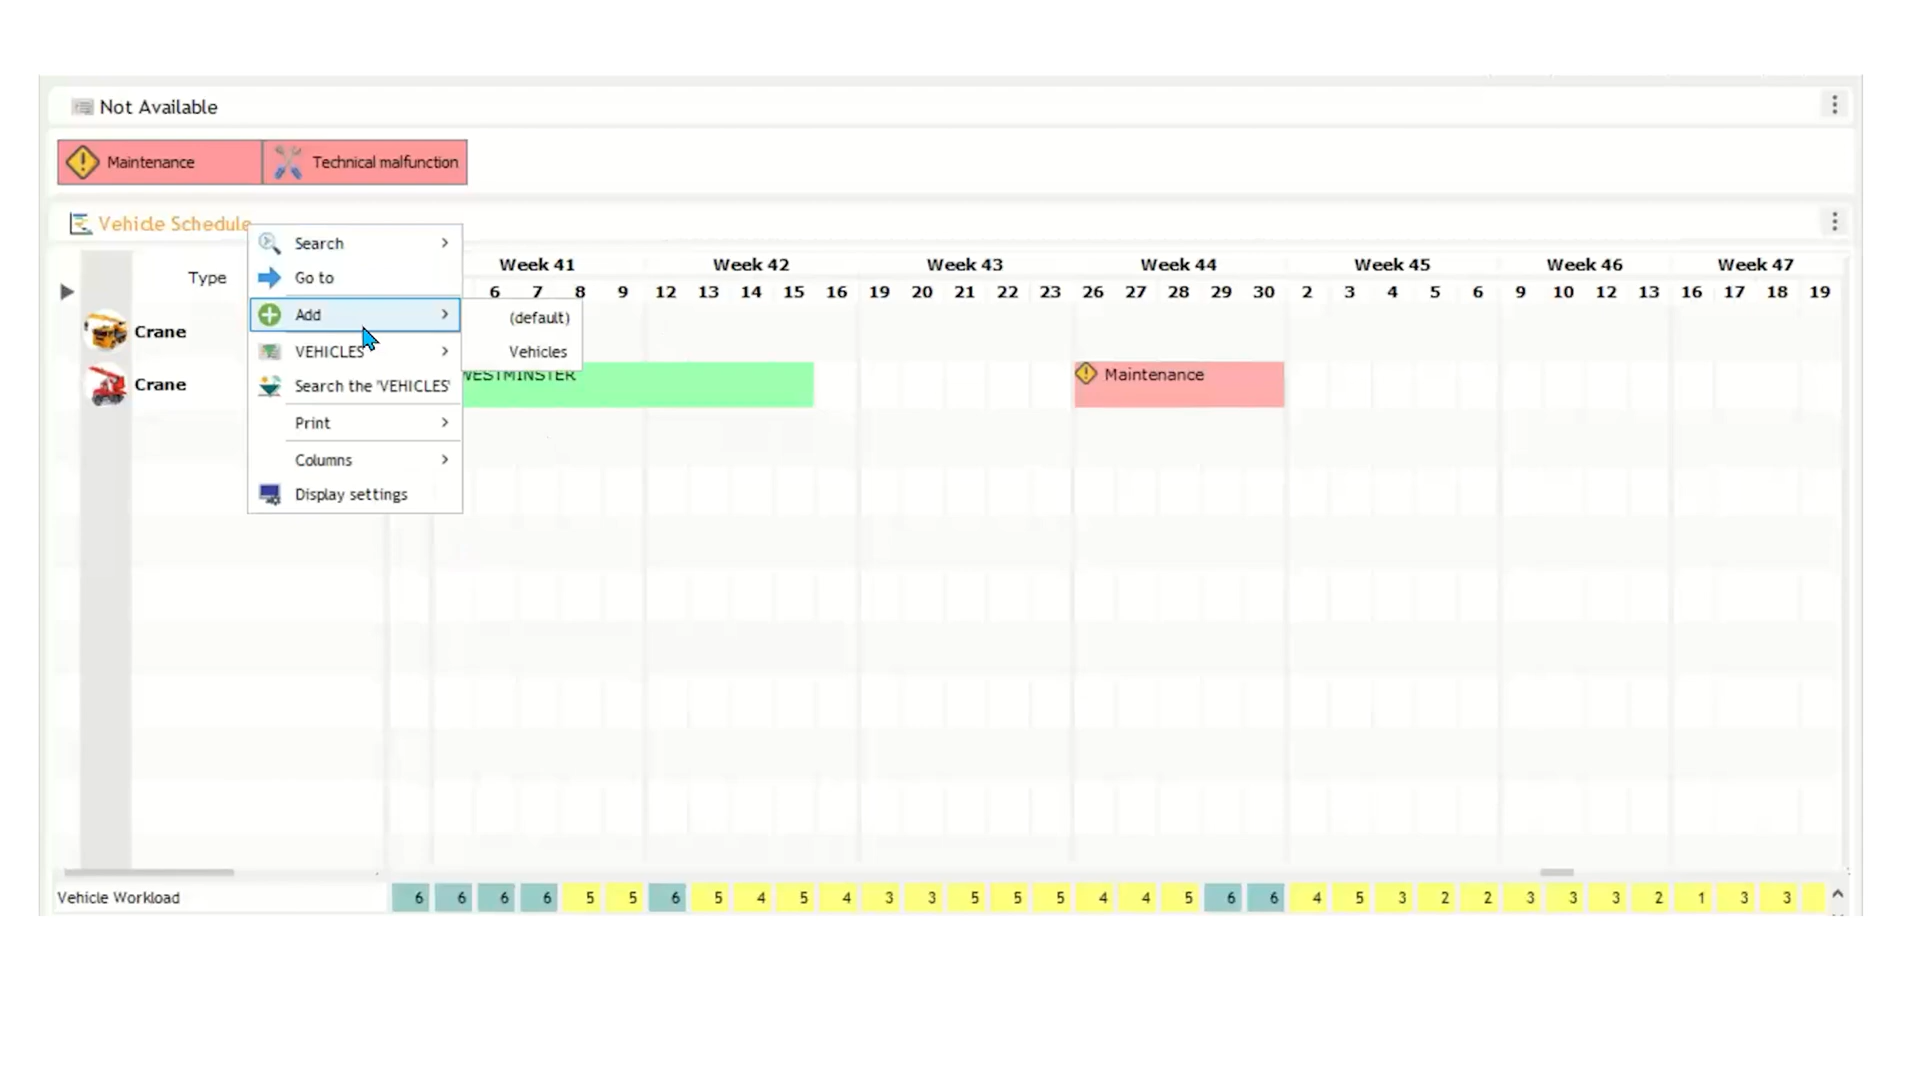 Not Available
Maintenance Technical malfunction
Vehicle Schedule
Search
Go to
Add
VEHICLES
Search the 'VEHICLES'
Print
Columns
Display settings
(default)
Vehicles
Type
Week 41 Week 42 Week 43 Week 44 Week 45 Week 46 Week 47
6 7 8 9 12 13 14 15 16 19 20 21 22 23 26 27 28 29 30 2 3 4 5 6 9 10 12 13 16 17 18 19
Crane
Crane
WESTMINSTER
Maintenance
Vehicle Workload 6 6 6 6 5 5 6 5 4 5 4 3 3 5 5 5 4 4 5 6 6 4 5 3 2 2 3 3 3 2 1 3 3